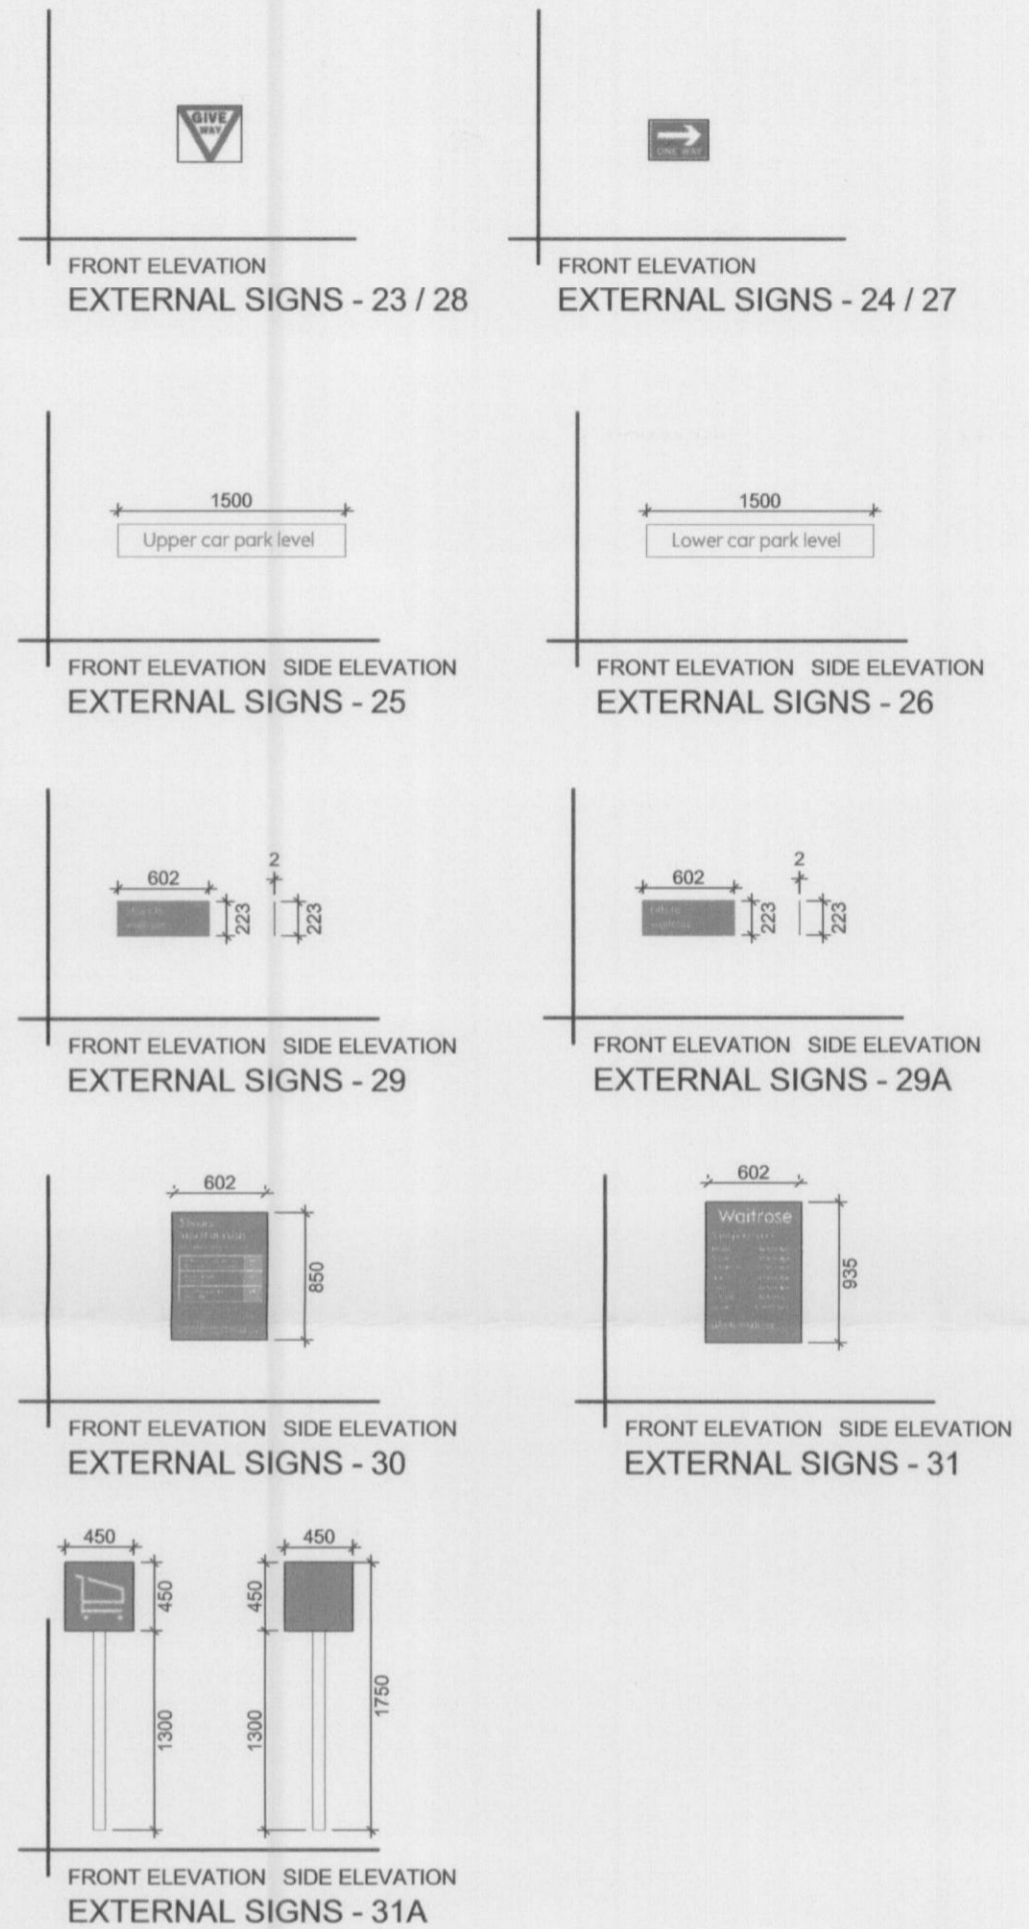 GIVE
WAY
FRONT ELEVATION
EXTERNAL SIGNS - 23 / 28
ONE WAY
FRONT ELEVATION
EXTERNAL SIGNS - 24 / 27
1500
Upper car park level
FRONT ELEVATION SIDE ELEVATION
EXTERNAL SIGNS - 25
1500
Lower car park level
FRONT ELEVATION SIDE ELEVATION
EXTERNAL SIGNS - 26
602
2
223
223
FRONT ELEVATION SIDE ELEVATION
EXTERNAL SIGNS - 29
602
2
223
223
FRONT ELEVATION SIDE ELEVATION
EXTERNAL SIGNS - 29A
602
850
FRONT ELEVATION SIDE ELEVATION
EXTERNAL SIGNS - 30
602
Waitrose
935
FRONT ELEVATION SIDE ELEVATION
EXTERNAL SIGNS - 31
450
450
1300
450
450
1300
1750
FRONT ELEVATION SIDE ELEVATION
EXTERNAL SIGNS - 31A